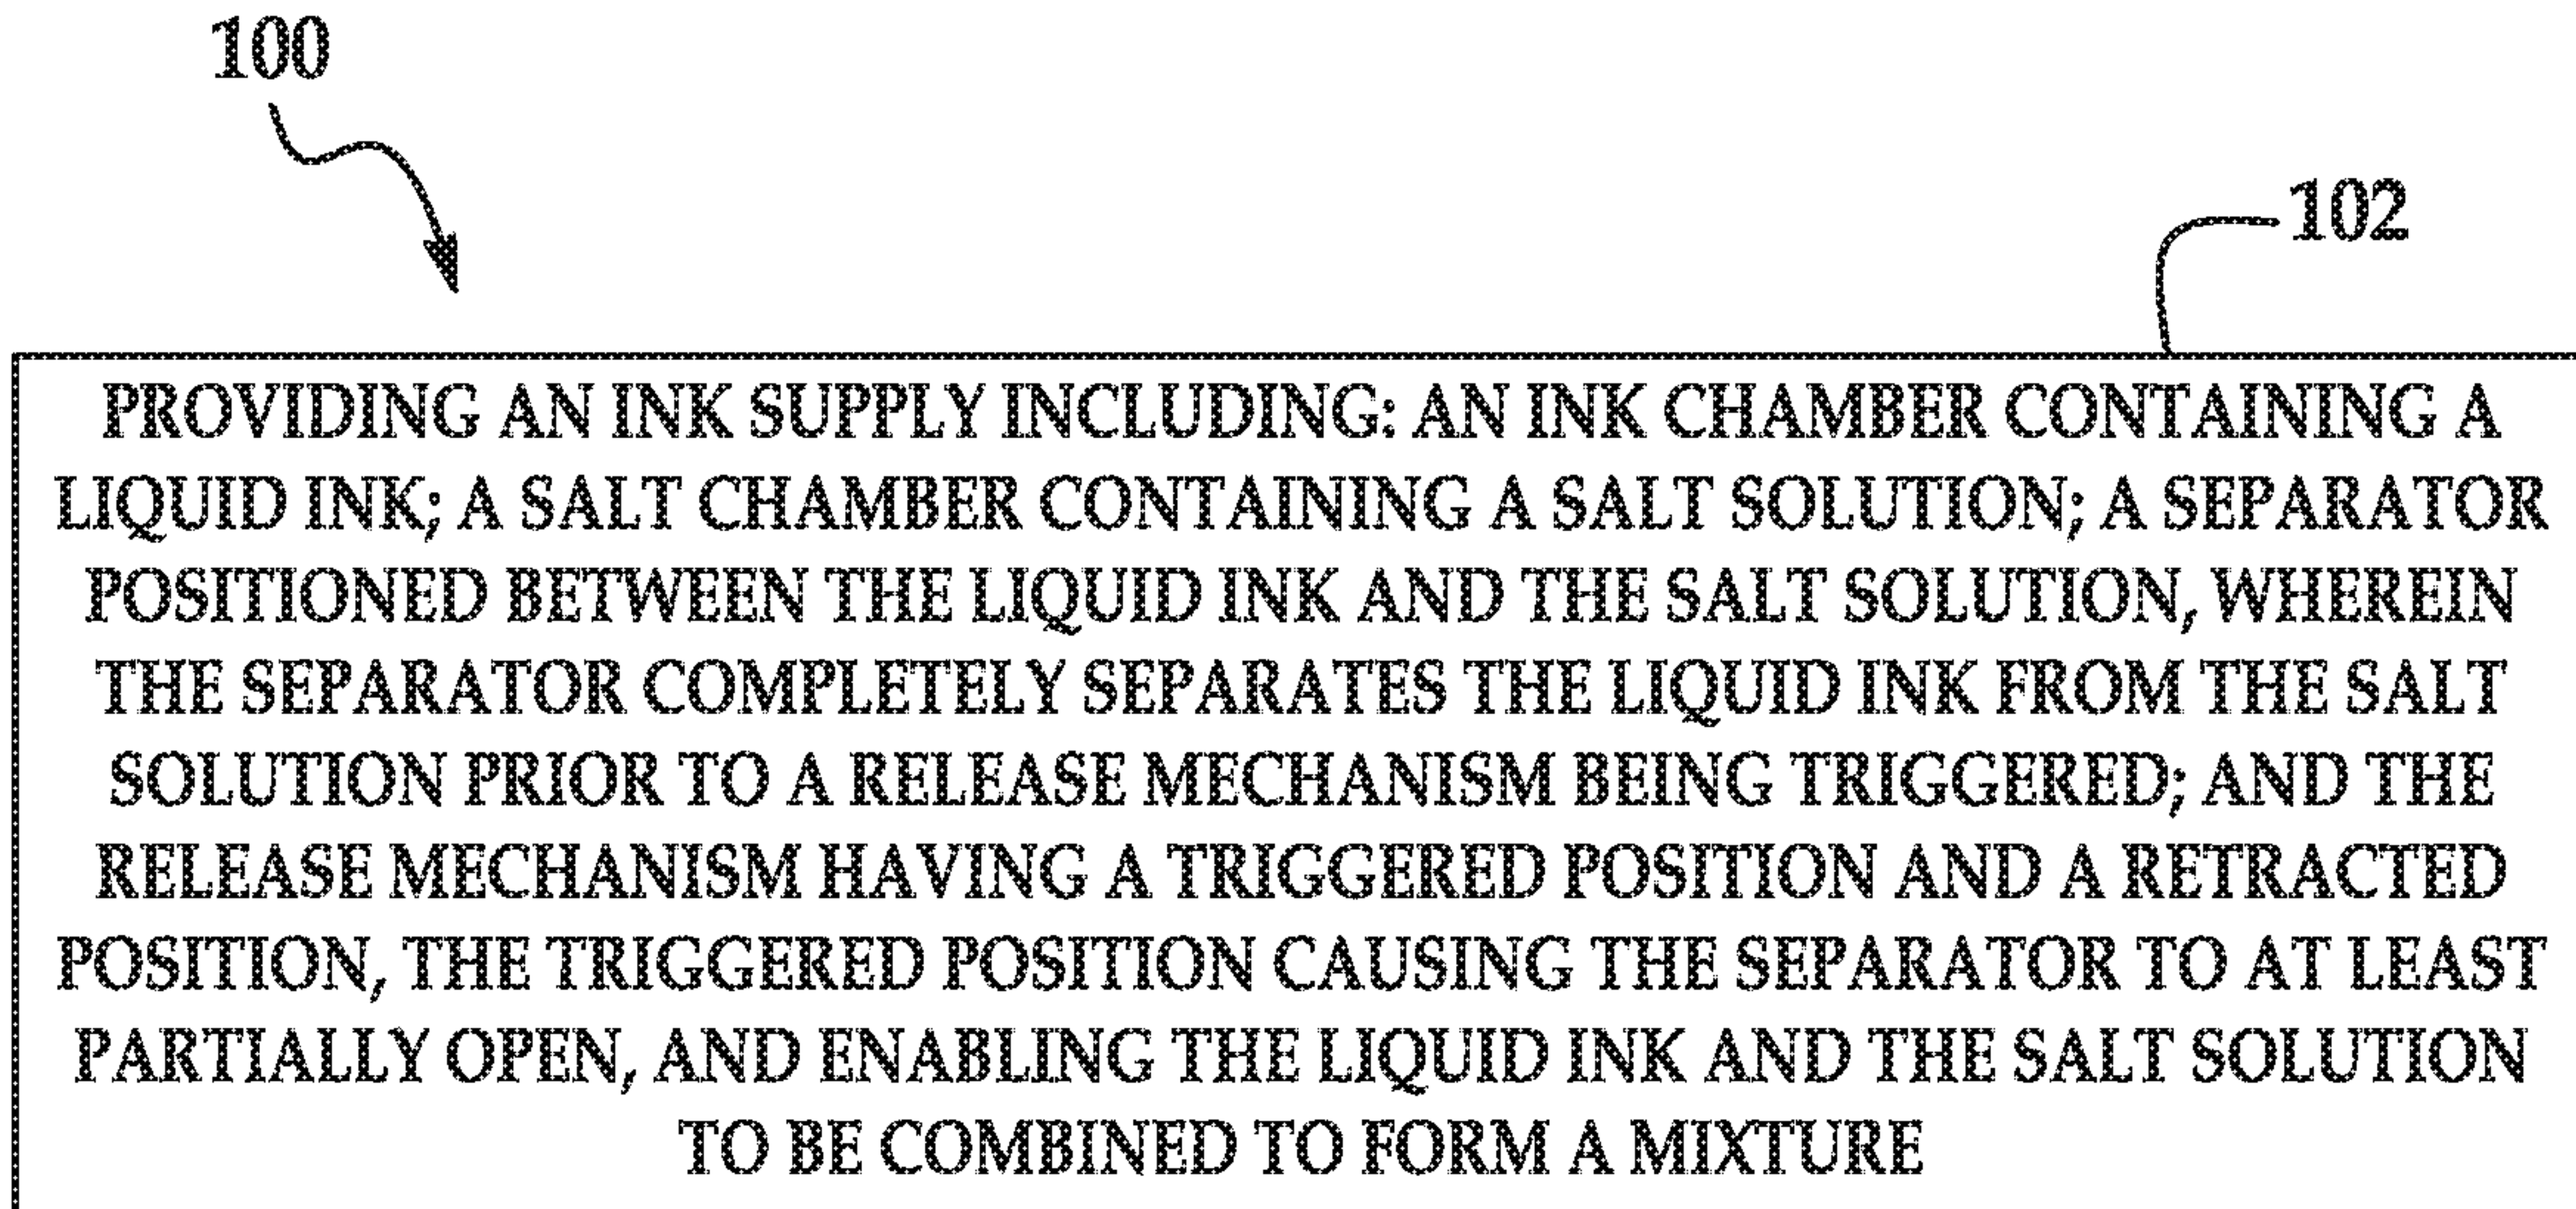 100
102
PROVIDING AN INK SUPPLY INCLUDING: AN INK CHAMBER CONTAINING A
LIQUID INK; A SALT CHAMBER CONTAINING A SALT SOLUTION; A SEPARATOR
POSITIONED BETWEEN THE LIQUID INK AND THE SALT SOLUTION, WHEREIN
THE SEPARATOR COMPLETELY SEPARATES THE LIQUID INK FROM THE SALT
SOLUTION PRIOR TO A RELEASE MECHANISM BEING TRIGGERED; AND THE
RELEASE MECHANISM HAVING A TRIGGERED POSITION AND A RETRACTED
POSITION, THE TRIGGERED POSITION CAUSING THE SEPARATOR TO AT LEAST
PARTIALLY OPEN, AND ENABLING THE LIQUID INK AND THE SALT SOLUTION
TO BE COMBINED TO FORM A MIXTURE